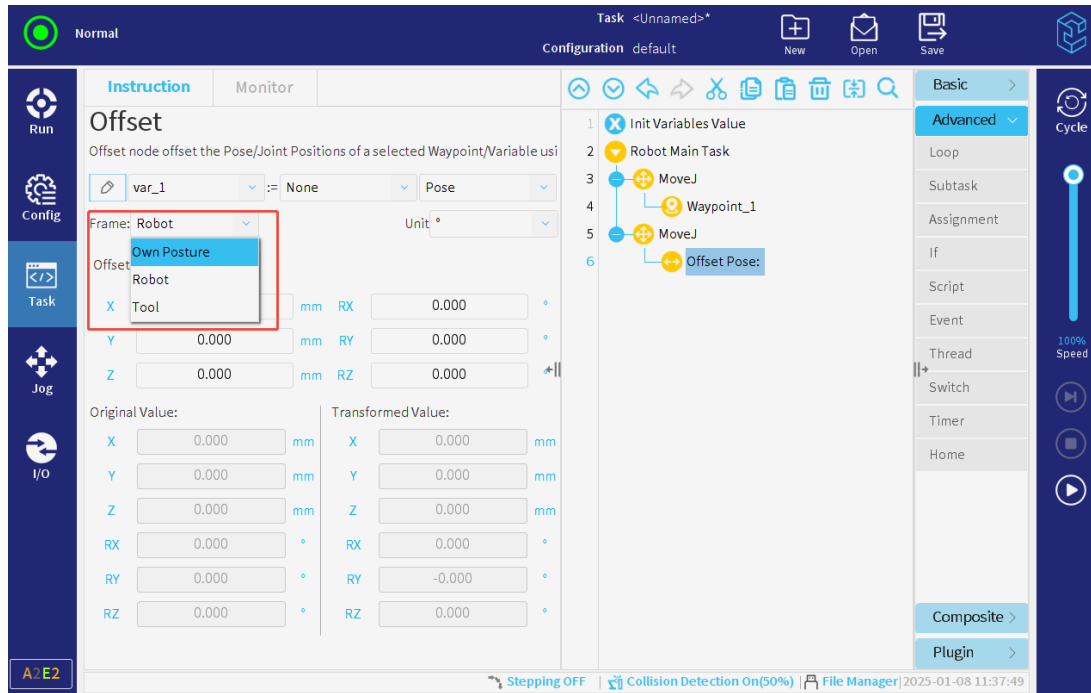 Normal
Task <Unnamed>*
Configuration default
New
Open
Save
Run
Config
Task
Jog
I/O
A2E2
Instruction Monitor
Offset
Offset node offset the Pose/Joint Positions of a selected Waypoint/Variable usi
var_1 := None Pose
Frame: Robot Unit °
Own Posture
Robot
Tool
Offset
X mm RX 0.000 °
Y 0.000 mm RY 0.000 °
Z 0.000 mm RZ 0.000
Original Value: Transformed Value:
X 0.000 mm X 0.000 mm
Y 0.000 mm Y 0.000 mm
Z 0.000 mm Z 0.000 mm
RX 0.000 ° RX 0.000 °
RY 0.000 ° RY -0.000 °
RZ 0.000 ° RZ 0.000 °
1 Init Variables Value
2 Robot Main Task
3 MoveJ
4 Waypoint_1
5 MoveJ
6 Offset Pose:
Basic
Advanced
Loop
Subtask
Assignment
If
Script
Event
Thread
Switch
Timer
Home
Composite
Plugin
Cycle
100%
Speed
Stepping OFF | Collision Detection On(50%) | File Manager| 2025-01-08 11:37:49